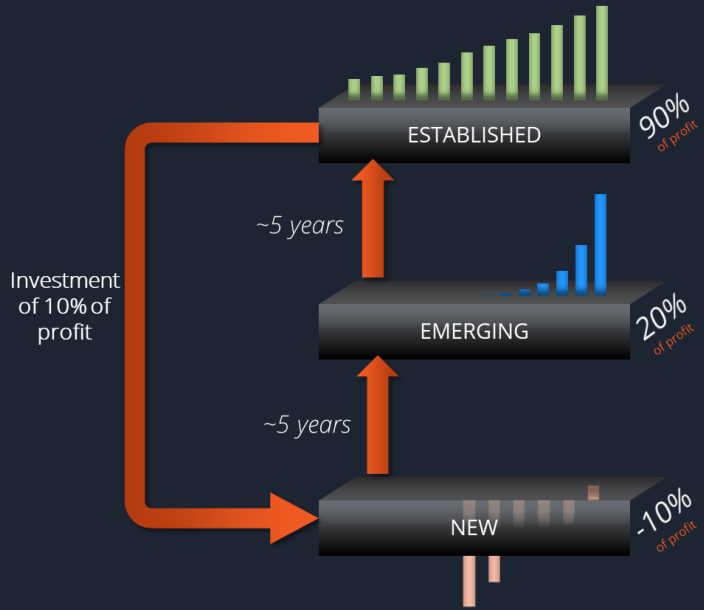 ESTABLISHED
90%
of profit
~5 years
Investment
of 10% of
profit
EMERGING
20%
of profit
~5 years
NEW
-10%
of profit